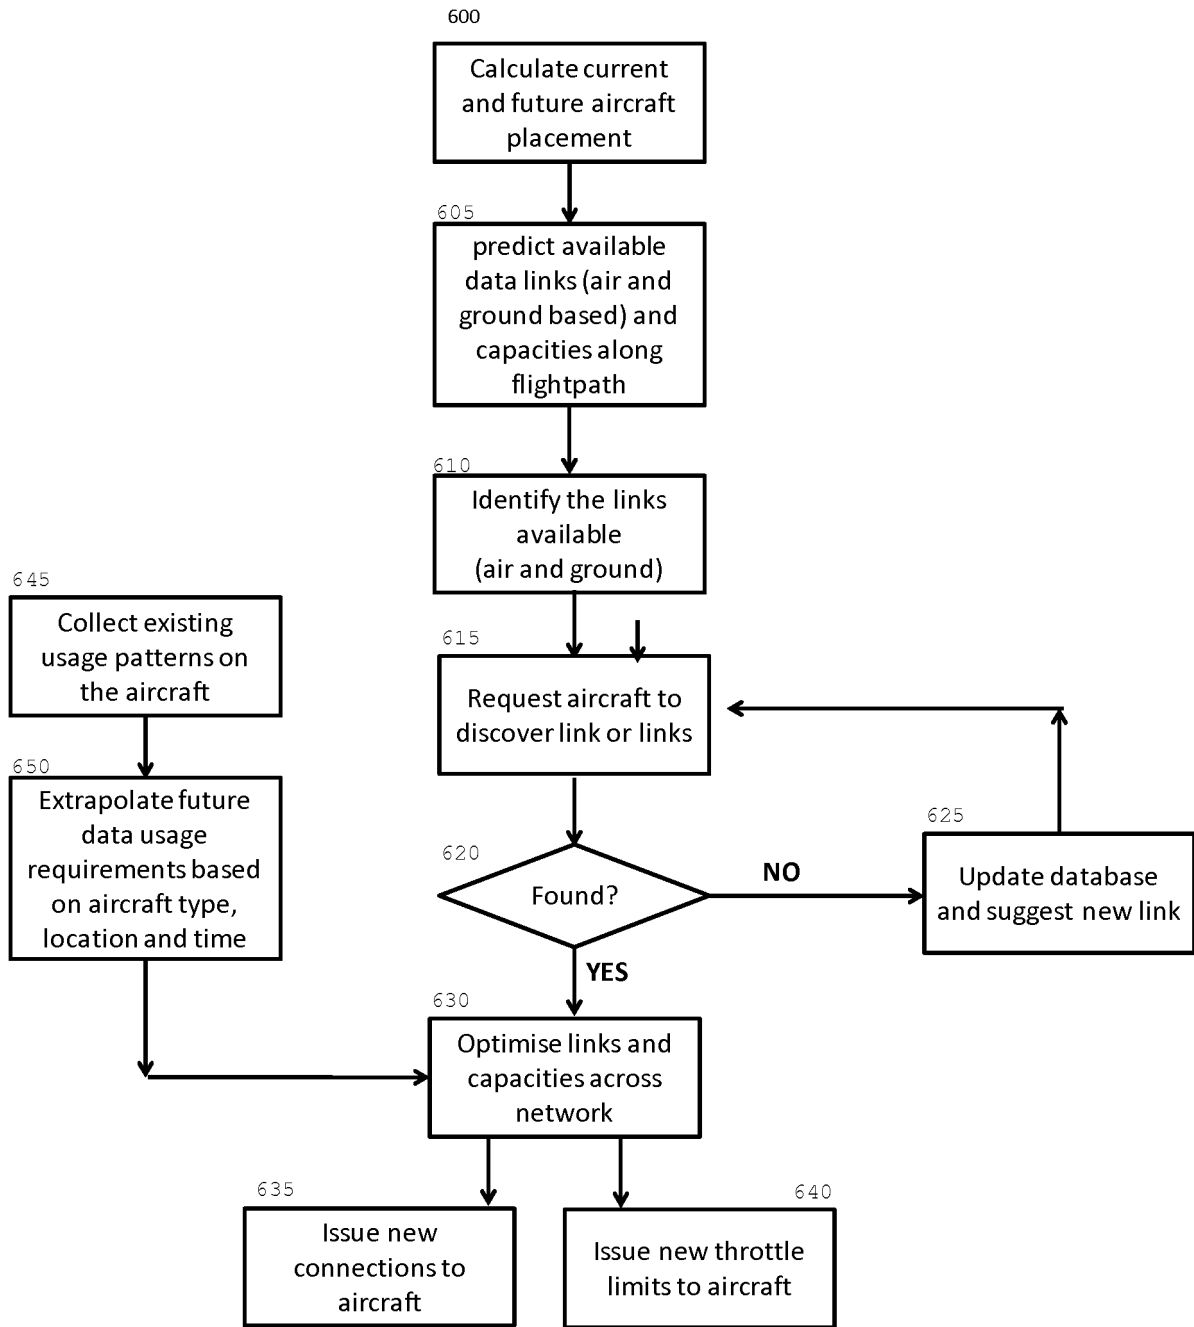 600
Calculate current
and future aircraft
placement
605
predict available
data links (air and
ground based) and
capacities along
flightpath
610
Identify the links
available
(air and ground)
645
Collect existing
usage patterns on
the aircraft
615
Request aircraft to
discover link or links
650
Extrapolate future
data usage
requirements based
on aircraft type,
location and time
620
Found?
NO
625
Update database
and suggest new link
YES
630
Optimise links and
capacities across
network
635
Issue new
connections to
aircraft
640
Issue new throttle
limits to aircraft